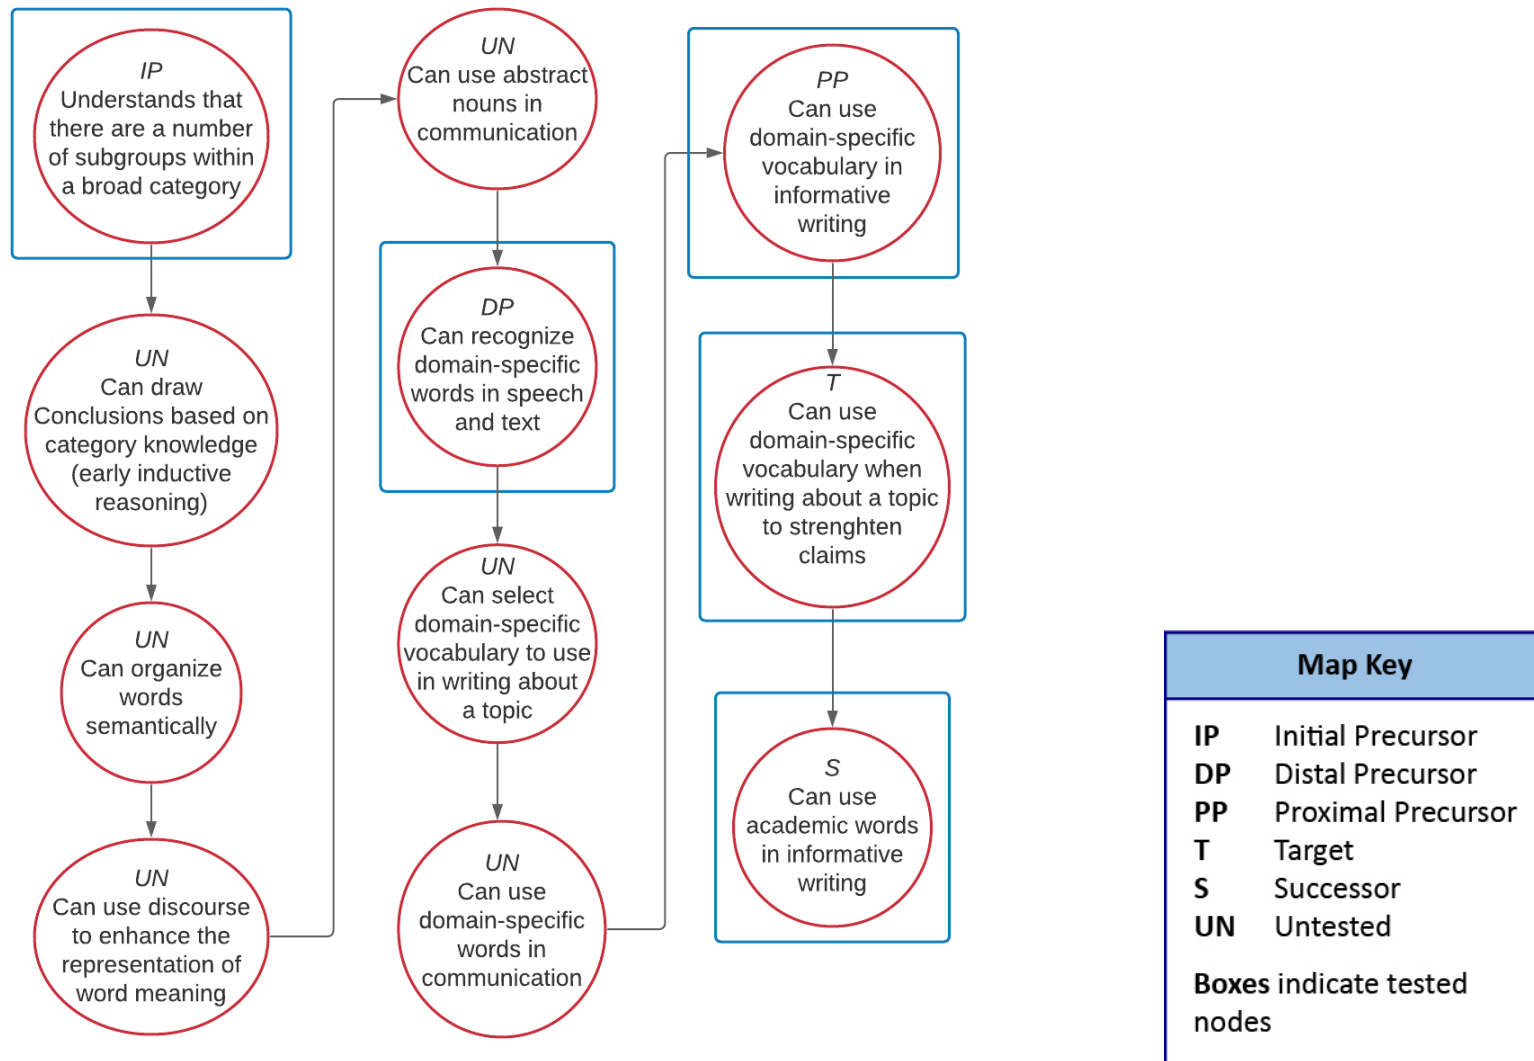 IP
Understands that
there are a number
of subgroups within
a broad category
UN
Can draw
Conclusions based on
category knowledge
(early inductive
reasoning)
UN
Can organize
words
semantically
UN
Can use discourse
to enhance the
representation of
word meaning
UN
Can use abstract
nouns in
communication
DP
Can recognize
domain-specific
words in speech
and text
UN
Can select
domain-specific
vocabulary to use
in writing about
a topic
UN
Can use
domain-specific
words in
communication
PP
Can use
domain-specific
vocabulary in
informative
writing
T
Can use
domain-specific
vocabulary when
writing about a topic
to strenghten
claims
S
Can use
academic words
in informative
writing
Map Key
IP Initial Precursor
DP Distal Precursor
PP Proximal Precursor
T Target
S Successor
UN Untested
Boxes indicate tested
nodes